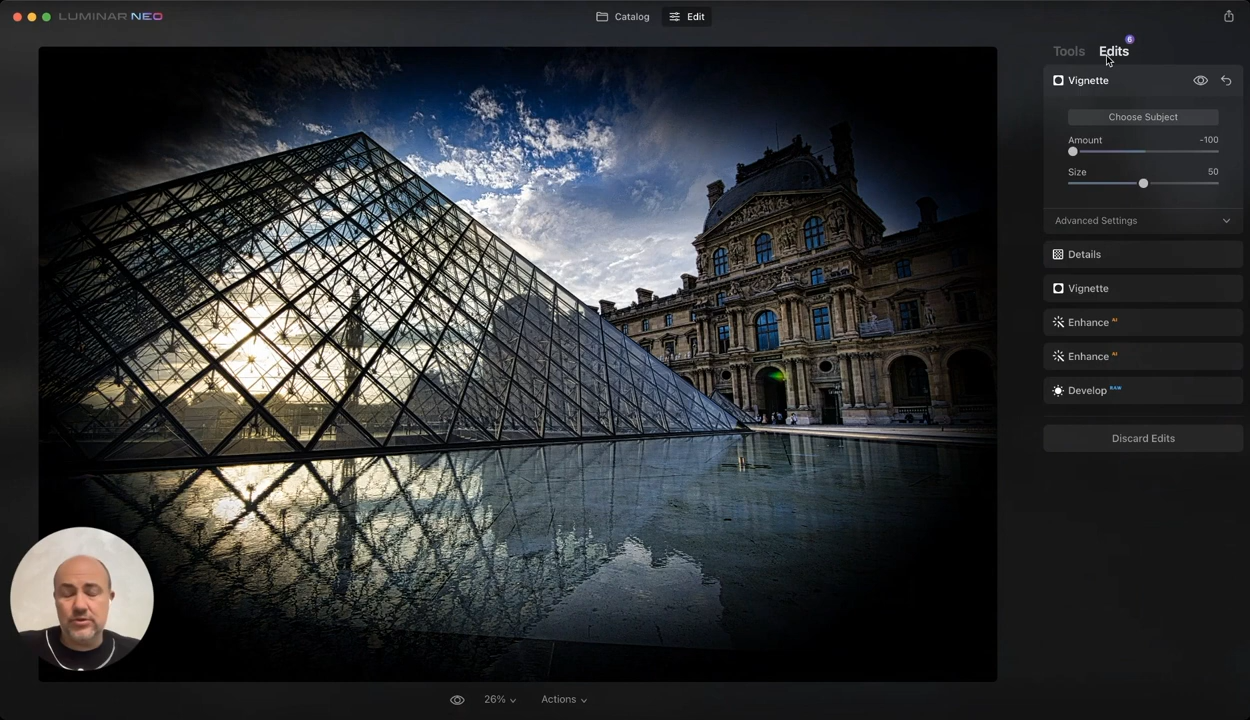 LUMINAR NEO
Catalog
Edit
Tools
Edits
6
Vignette
Choose Subject
Amount -100
Size 50
Advanced Settings
Details
Vignette
Enhance AI
Enhance AI
Develop RAW
Discard Edits
26%
Actions